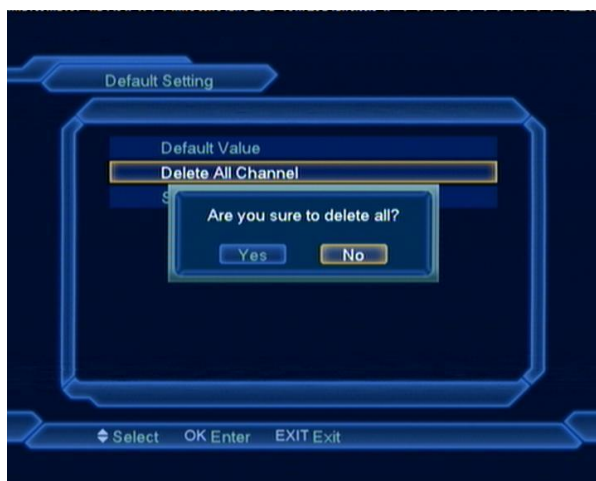 Default Setting
Default Value
Delete All Channel
S
Are you sure to delete all?
Yes No
Select OK Enter EXIT Exit